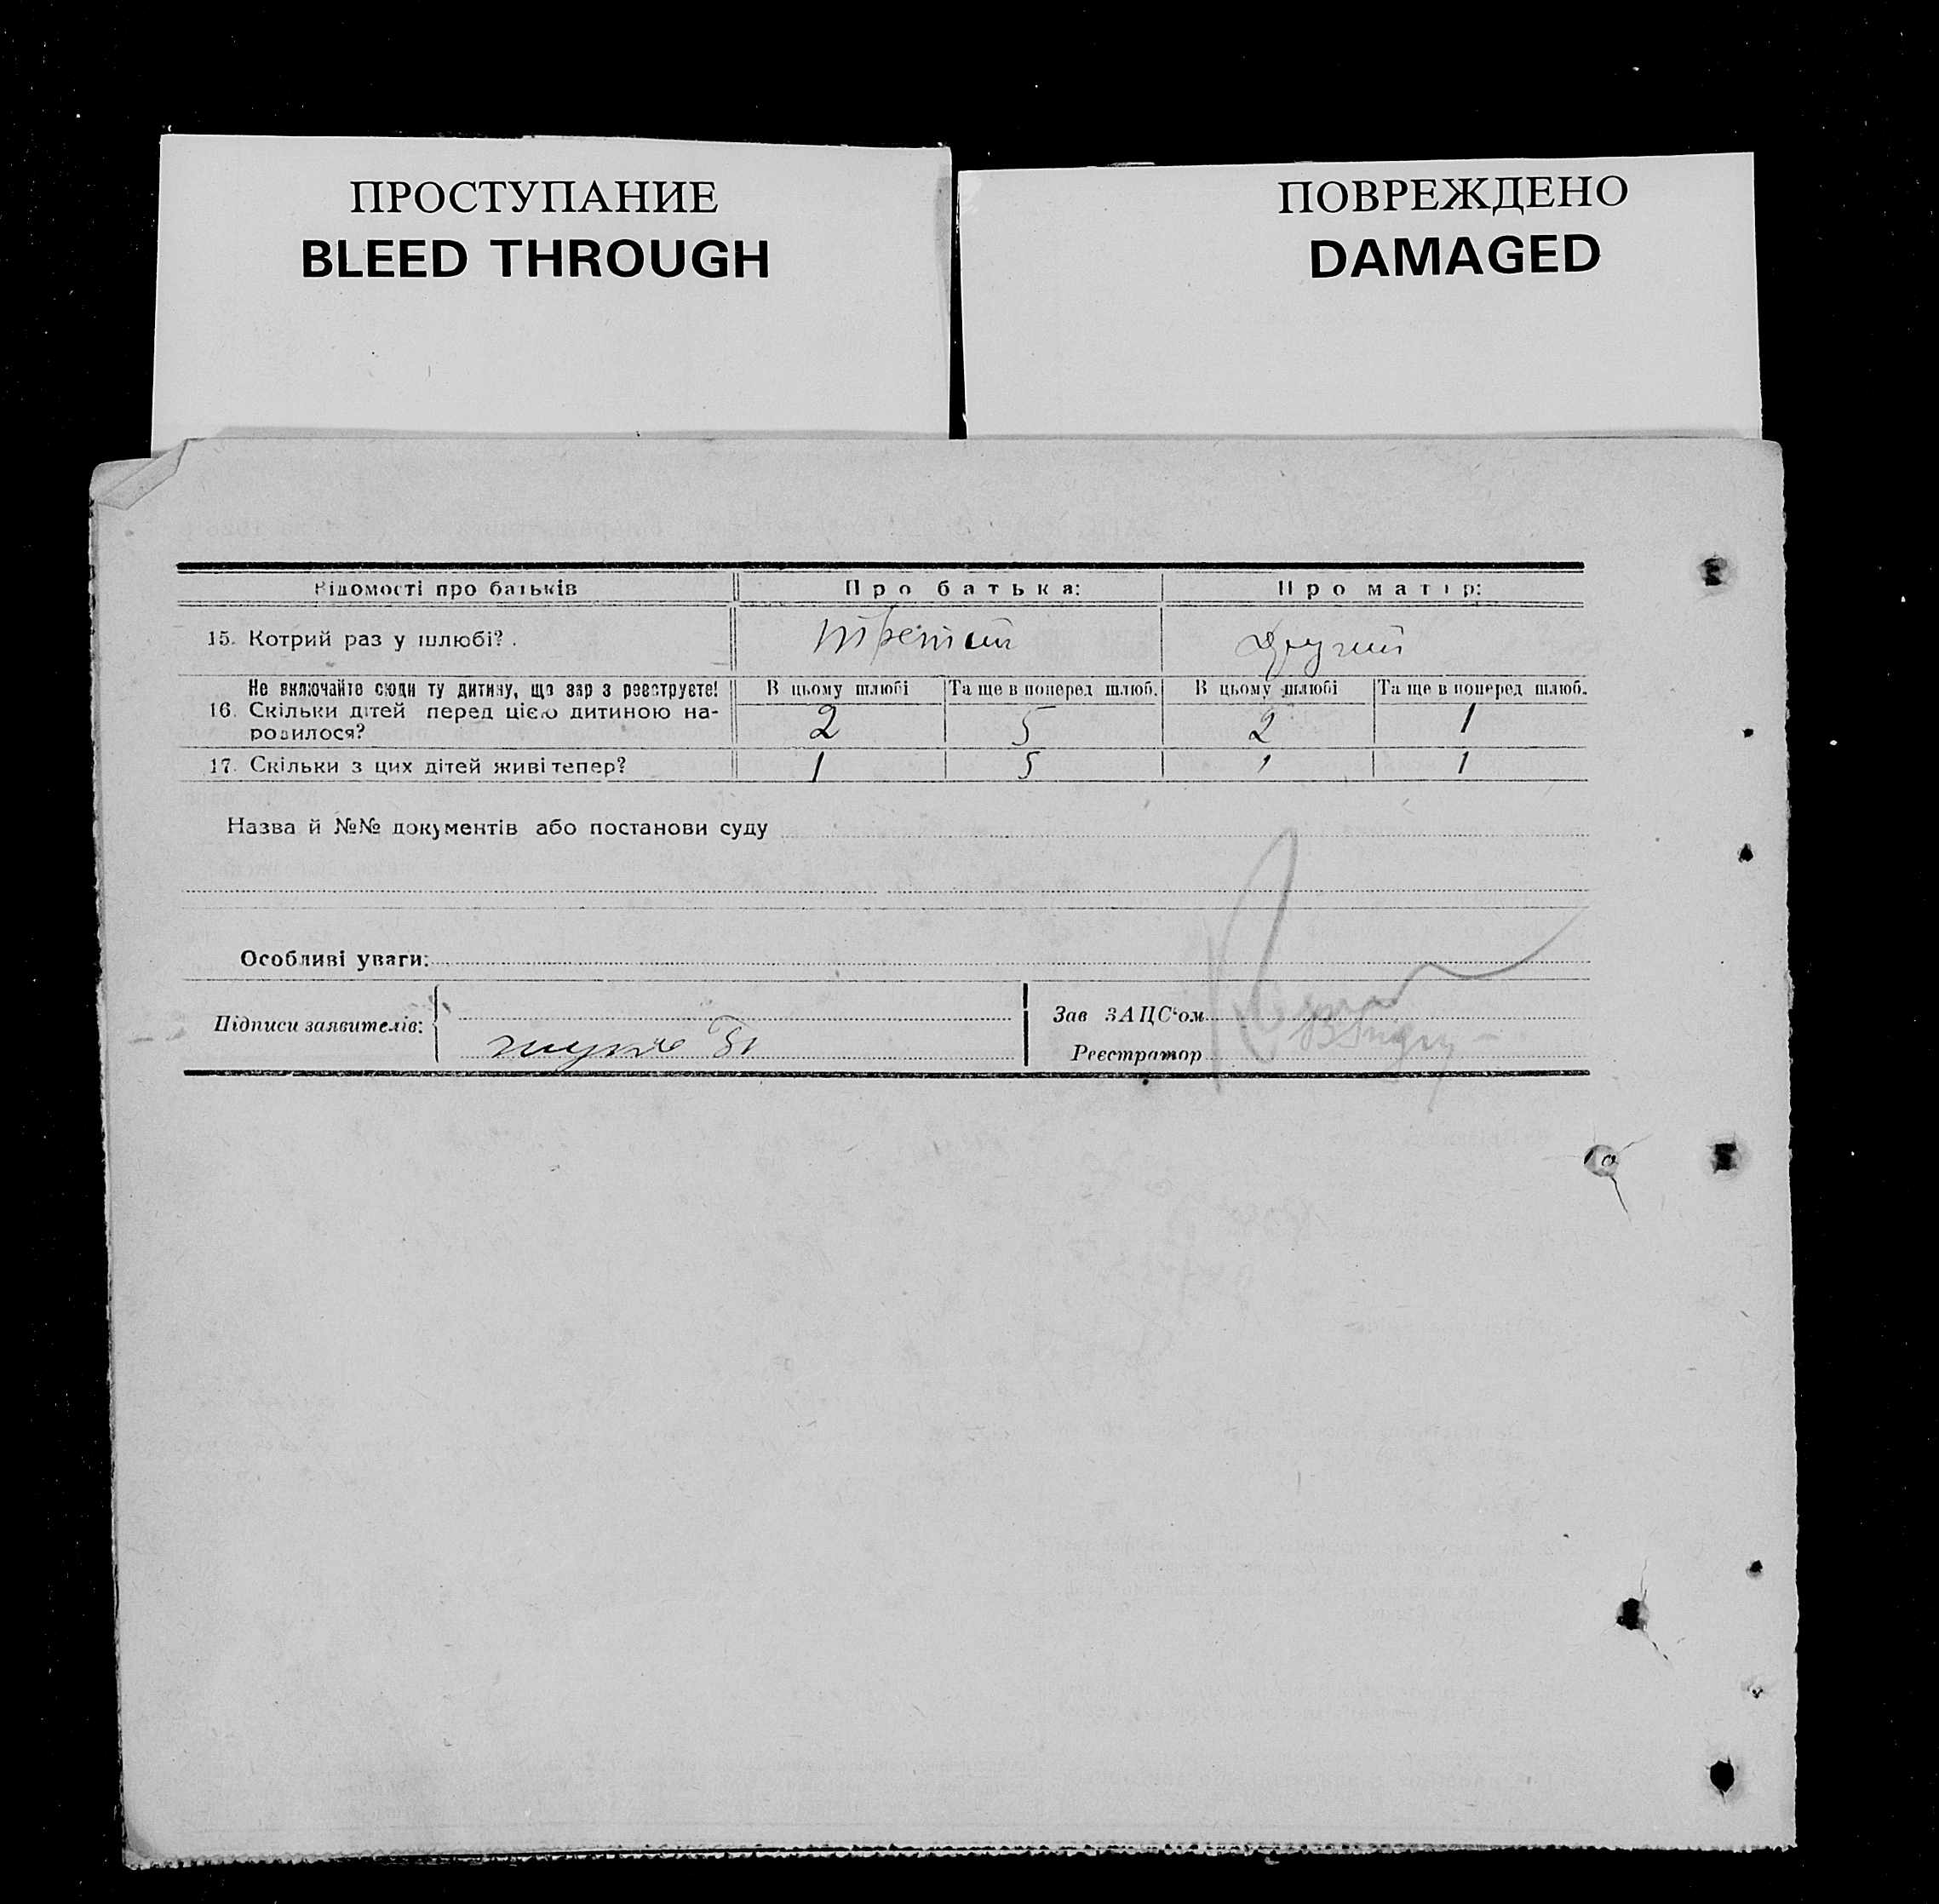 ПРОСТУПАНИЕ
BLEED THROUGH
ПОВРЕЖДЕНО
DAMAGED
Відомості про батьків
Про батька:
Про матір:
15. Котрий раз у шлюбі?
третий
другий
Не включайте сюди ту дитину, що зар з реєструєте!
В цьому шлюбі
Та ще в поперед шлюб.
В цьому шлюбі
Та ще в поперед шлюб.
16. Скільки дітей перед цією дитиною на-
родилося?
2
5
2
1
17. Скільки з цих дітей живі тепер?
1
5
1
1
Назва й №№ документів або постанови суду
Особливі уваги:
Підписи заявителів:
Зав ЗАЦС'ом
Реєстратор